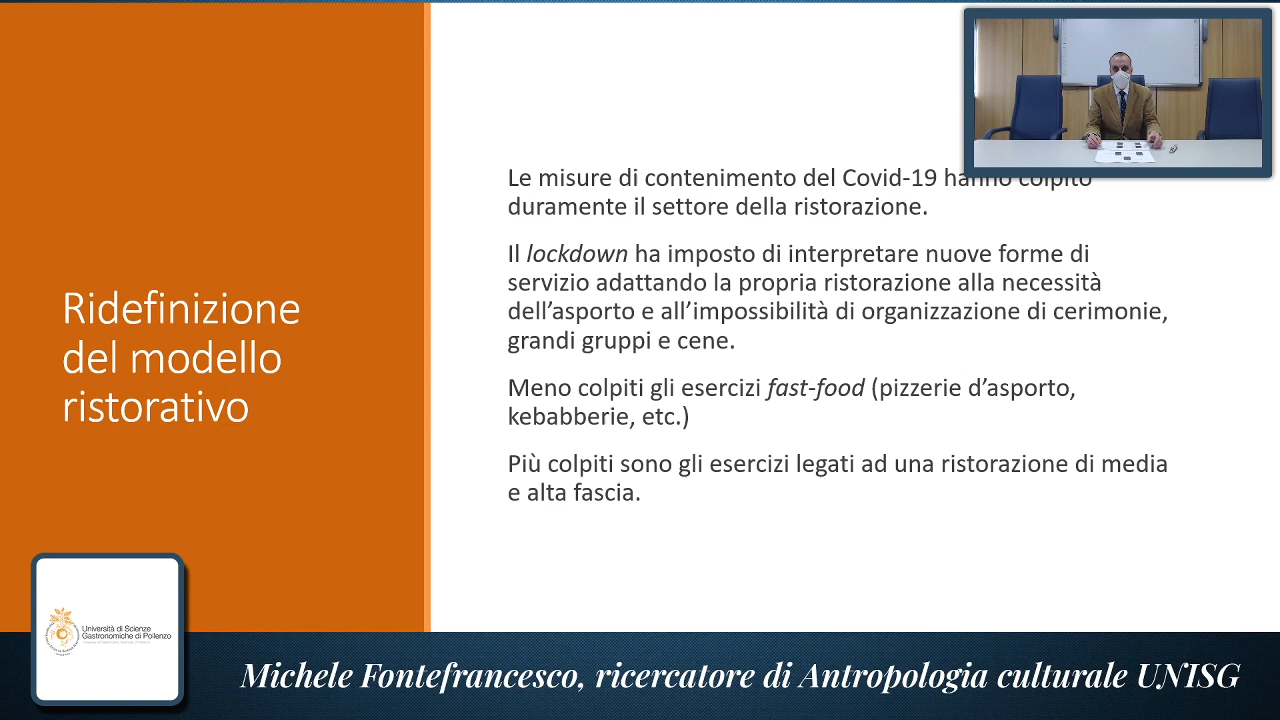 Le misure di contenimento del Covid-19 hanno colpito
duramente il settore della ristorazione.
Il lockdown ha imposto di interpretare nuove forme di
servizio adattando la propria ristorazione alla necessità
dell'asporto e all'impossibilità di organizzazione di cerimonie,
grandi gruppi e cene.
Meno colpiti gli esercizi fast-food (pizzerie d'asporto,
kebabberie, etc.)
Più colpiti sono gli esercizi legati ad una ristorazione di media
e alta fascia.
Ridefinizione
del modello
ristorativo
Università di Scienze
Gastronomiche di Pollenzo
Michele Fontefrancesco, ricercatore di Antropologia culturale UNISG